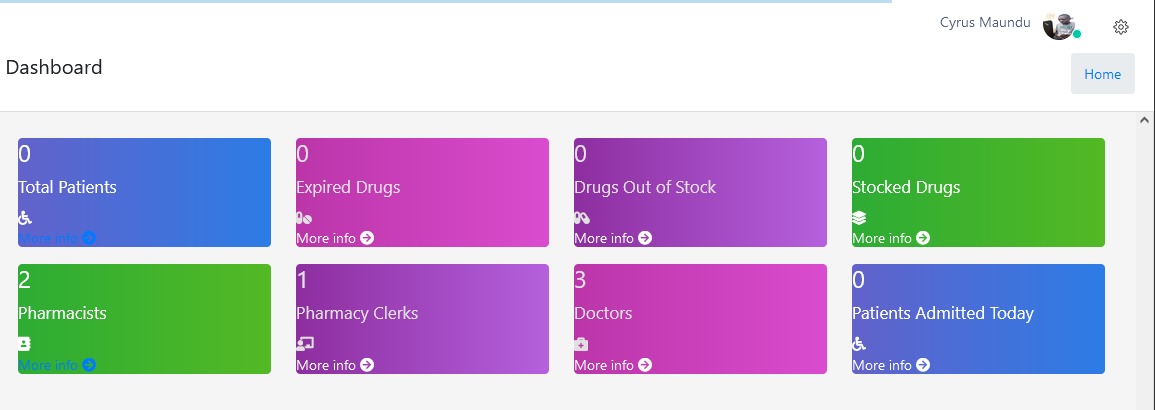 Cyrus Maundu
Dashboard
Home
0
Total Patients
More info
0
Expired Drugs
More info
0
Drugs Out of Stock
More info
0
Stocked Drugs
More info
2
Pharmacists
More info
1
Pharmacy Clerks
More info
3
Doctors
More info
0
Patients Admitted Today
More info